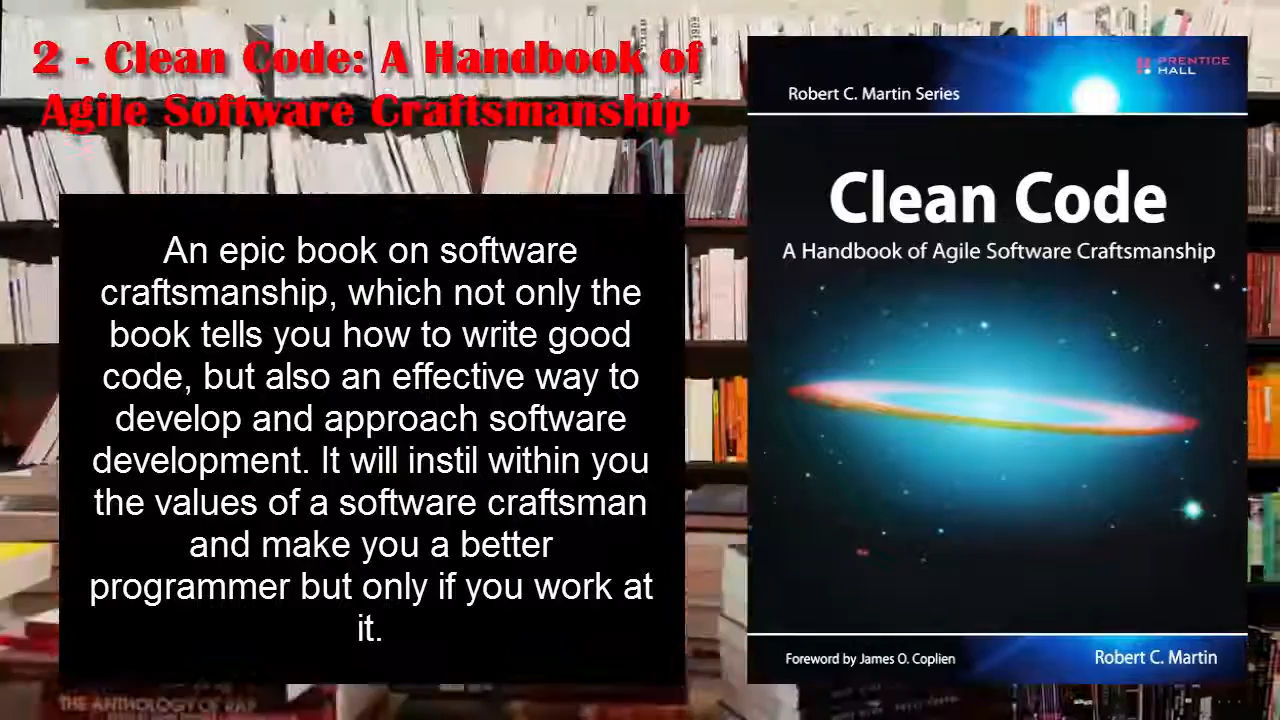 2 - Clean Code: A Handbook of
Agile Software Craftsmanship
An epic book on software
craftsmanship, which not only the
book tells you how to write good
code, but also an effective way to
develop and approach software
development. It will instil within you
the values of a software craftsman
and make you a better
programmer but only if you work at
it.
PRENTICE
HALL
Robert C. Martin Series
Clean Code
A Handbook of Agile Software Craftsmanship
Foreword by James O. Coplien
Robert C. Martin
THE ANTHOLOGY OF RAP